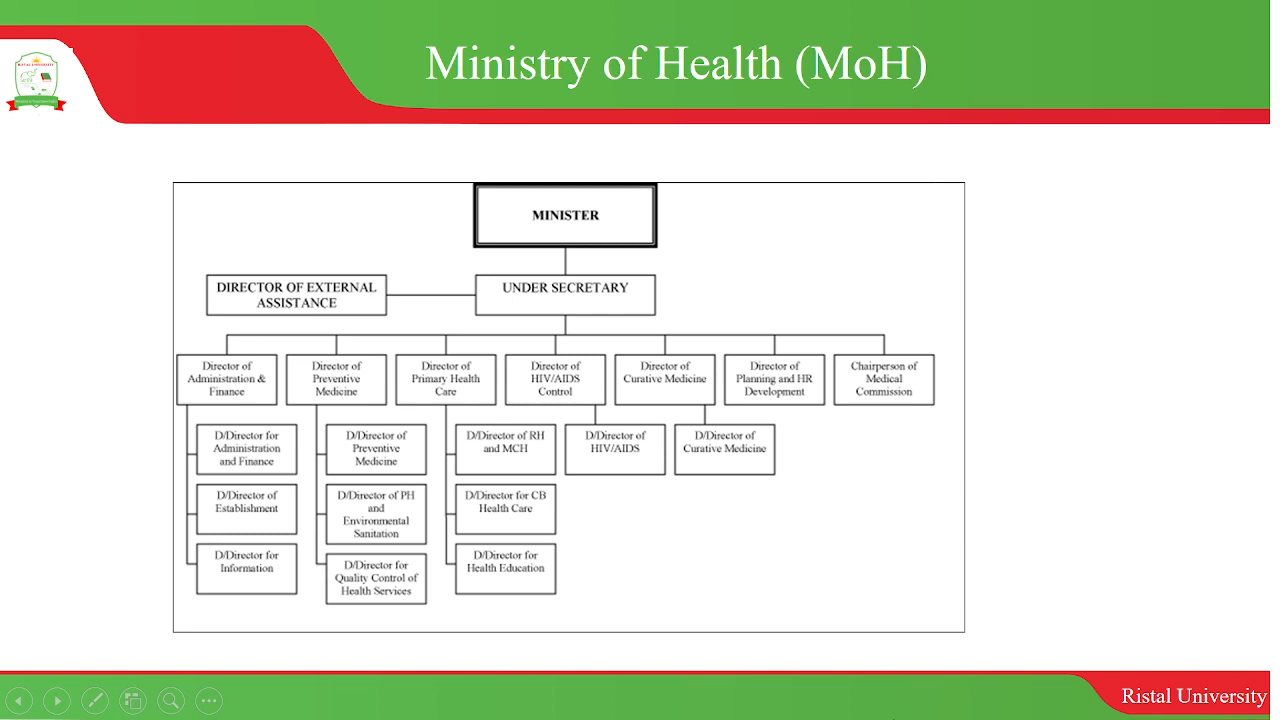 Ministry of Health (MoH)
RISTAL UNIVERSITY
MINISTER
DIRECTOR OF EXTERNAL
ASSISTANCE
UNDER SECRETARY
Director of
Administration &
Finance
Director of
Preventive
Medicine
Director of
Primary Health
Care
Director of
HIV/AIDS
Control
Director of
Curative Medicine
Director of
Planning and HR
Development
Chairperson of
Medical
Commission
D/Director for
Administration
and Finance
D/Director of
Preventive
Medicine
D/Director of RH
and MCH
D/Director of
HIV/AIDS
D/Director of
Curative Medicine
D/Director of
Establishment
D/Director of PH
and
Environmental
Sanitation
D/Director for CB
Health Care
D/Director for
Information
D/Director for
Quality Control of
Health Services
D/Director for
Health Education
Ristal University